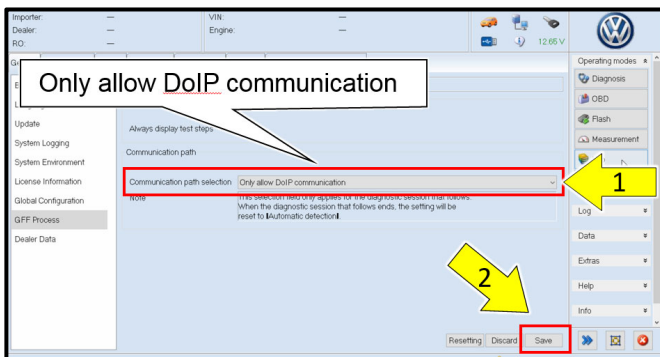 Importer: — VIN: —
Dealer: — Engine: —
RO: —
12.65 V
Operating modes
Only allow DoIP communication
Diagnosis
OBD
Flash
Update
Always display test steps
Measurement
System Logging
Communication path
System Environment
License Information
Communication path selection Only allow DoIP communication
1
Global Configuration
Note This selection field only applies for the diagnostic session that follows.
When the diagnostic session that follows ends, the setting will be
reset to lAutomatic detectionl.
GFF Process
Log
Dealer Data
Data
Extras
2
Help
Info
Resetting Discard Save